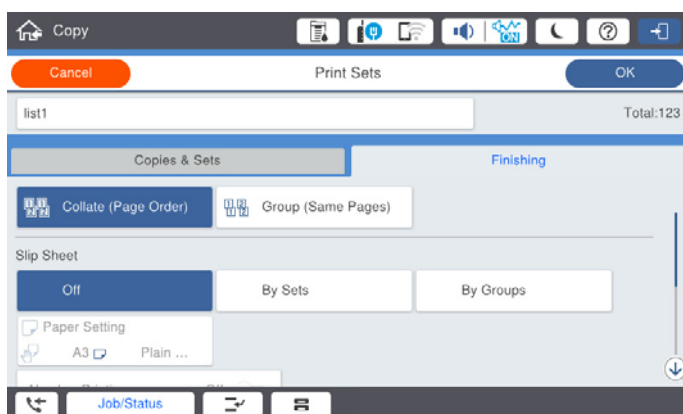 Copy
ON
Cancel
Print Sets
OK
list1
Total:123
Copies & Sets
Finishing
Collate (Page Order)
Group (Same Pages)
Slip Sheet
Off
By Sets
By Groups
Paper Setting
A3
Plain ...
Job/Status